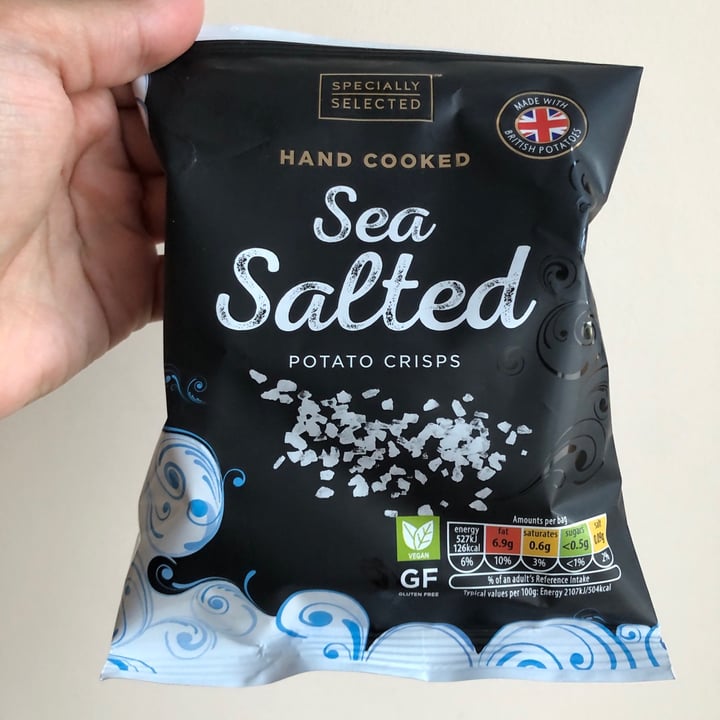 SPECIALLY
SELECTED
MADE WITH
BRITISH POTATOES
HAND COOKED
Sea
Salted
POTATO CRISPS
VEGAN
GF
GLUTEN FREE
Amounts per bag
energy fat saturates sugars salt
527kJ 6.9g 0.6g <0.5g
126kcal
6% 10% 3% <1% 2%
% of an adult's Reference Intake
Typical values per 100g: Energy 2107kJ/504kcal